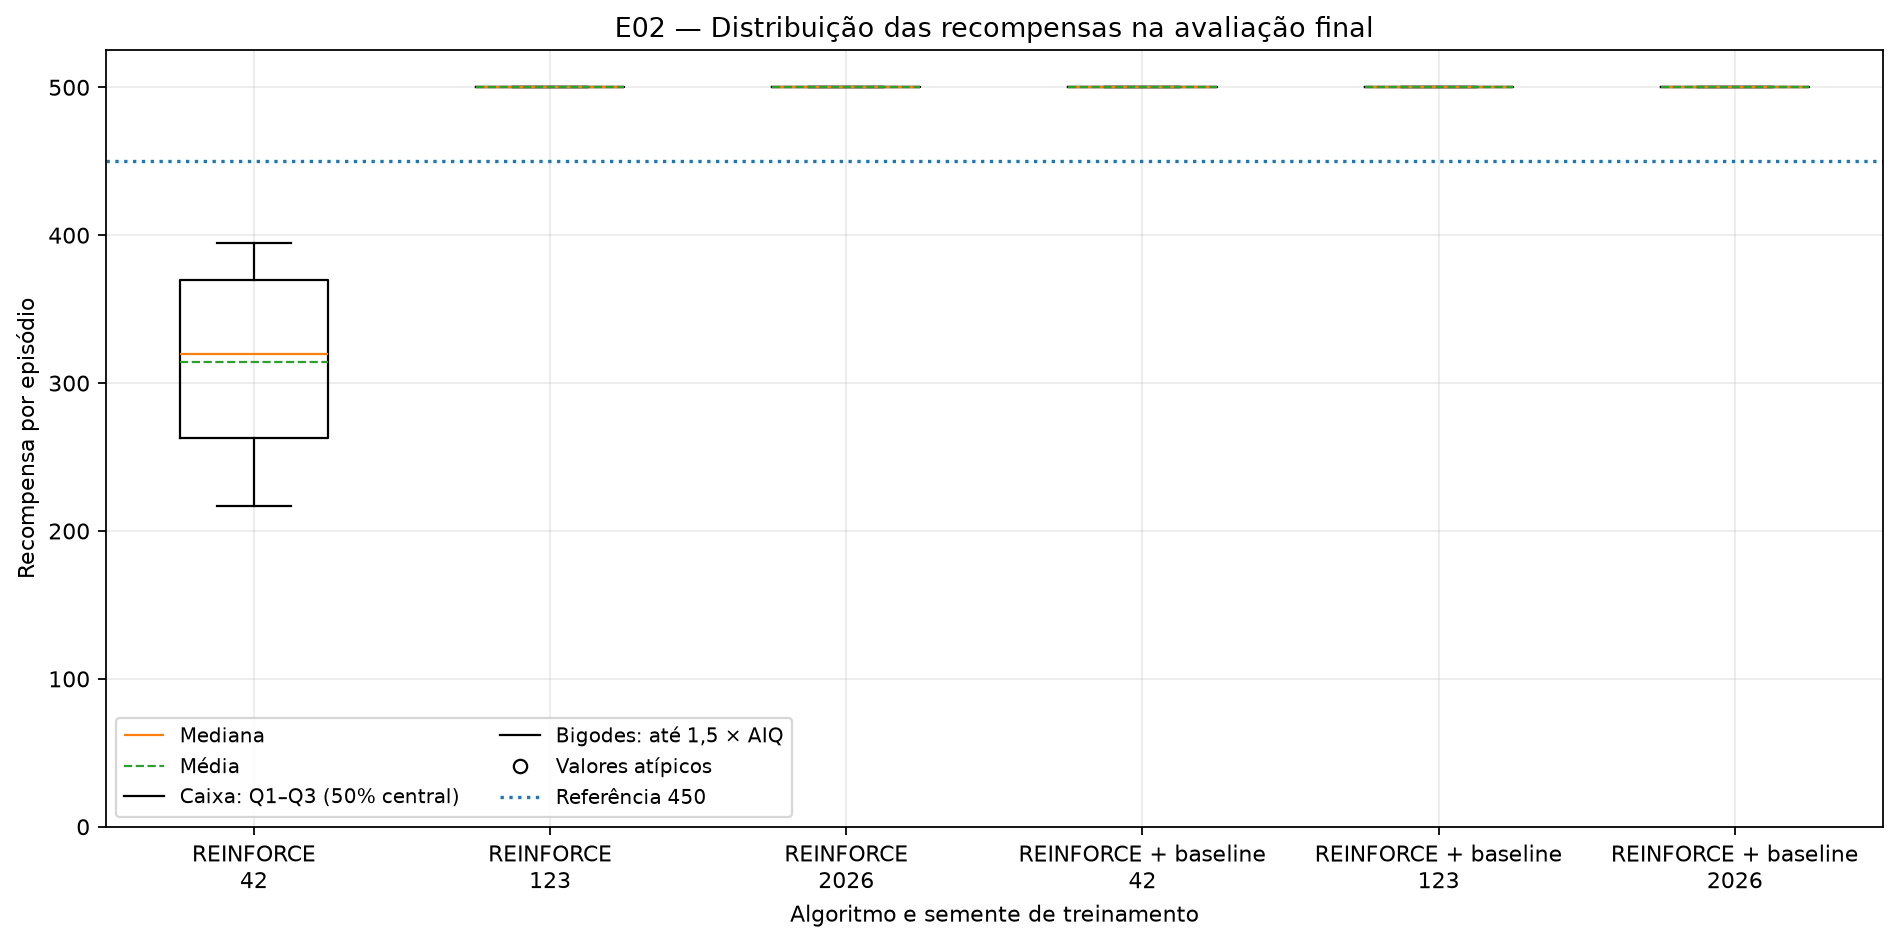 E02 — Distribuição das recompensas na avaliação final
Recompensa por episódio
500
400
300
200
100
0
Mediana
Média
Caixa: Q1–Q3 (50% central)
Bigodes: até 1,5 × AIQ
Valores atípicos
Referência 450
REINFORCE
42
REINFORCE
123
REINFORCE
2026
REINFORCE + baseline
42
REINFORCE + baseline
123
REINFORCE + baseline
2026
Algoritmo e semente de treinamento